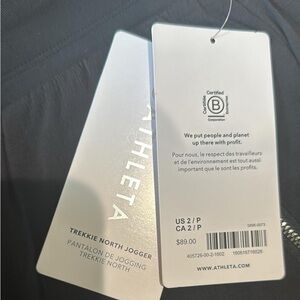 ATHLETA
TREKKIE NORTH JOGGER
PANTALON DE JOGGING
TREKKIE NORTH
Certified
B
Corporation
We put people and planet
up there with profit.
Pour nous, le respect des travailleurs
et de l'environnement est tout aussi
important que le sont les profits.
US 2 / P
CA 2 / P
$89.00
WWW.ATHLETA.COM